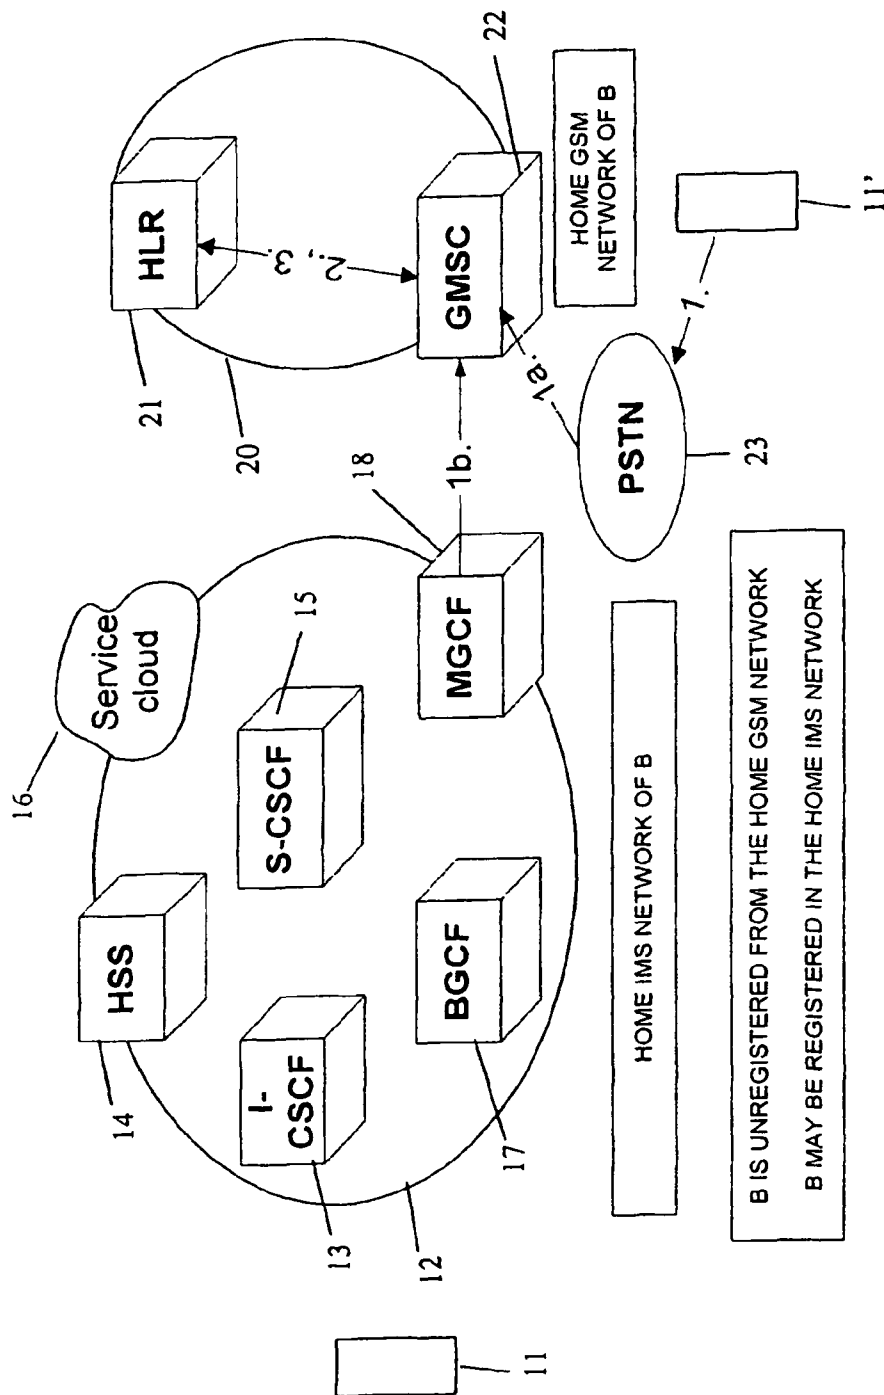 16
Service
cloud
14
HSS
15
S-CSCF
18
13
I-
CSCF
12
17
BGCF
MGCF
1b.
11
21
HLR
20
2., 3.
GMSC
22
1a.
HOME GSM
NETWORK OF B
PSTN
23
1.
11'
HOME IMS NETWORK OF B
B IS UNREGISTERED FROM THE HOME GSM NETWORK
B MAY BE REGISTERED IN THE HOME IMS NETWORK